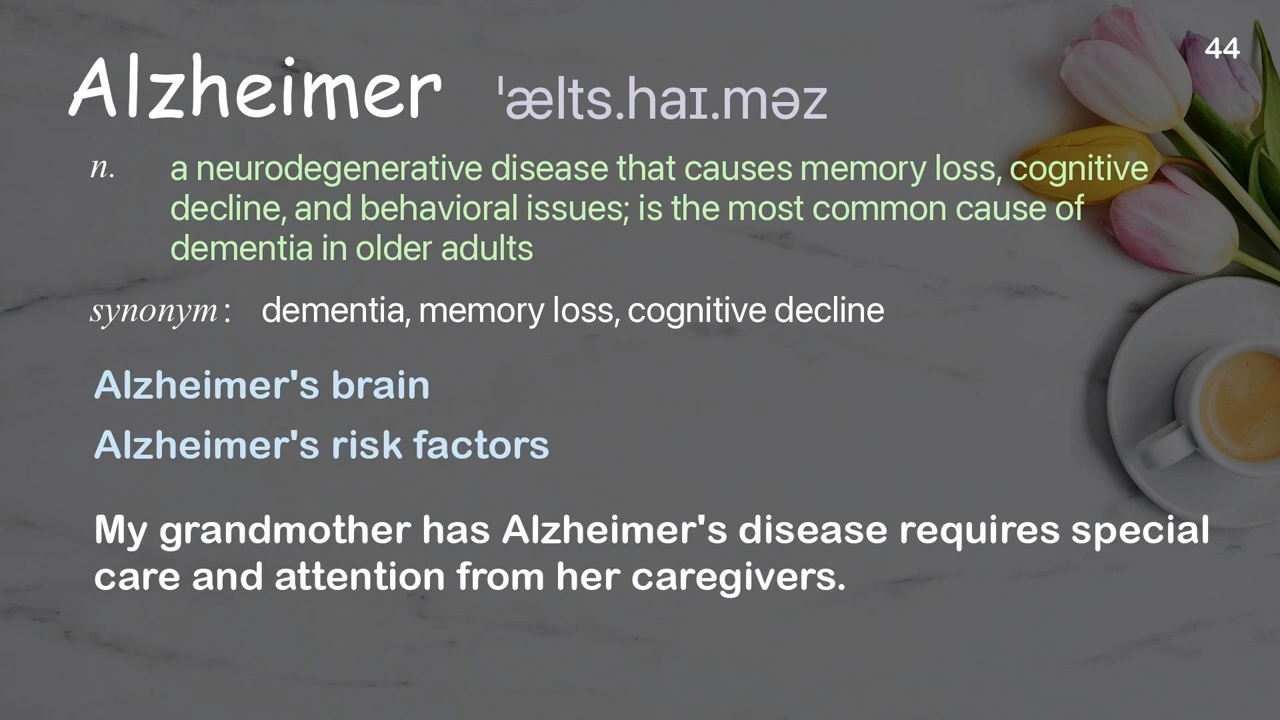 44
Alzheimer ˈælts.haɪ.məz
n. a neurodegenerative disease that causes memory loss, cognitive
decline, and behavioral issues; is the most common cause of
dementia in older adults
synonym: dementia, memory loss, cognitive decline
Alzheimer's brain
Alzheimer's risk factors
My grandmother has Alzheimer's disease requires special
care and attention from her caregivers.